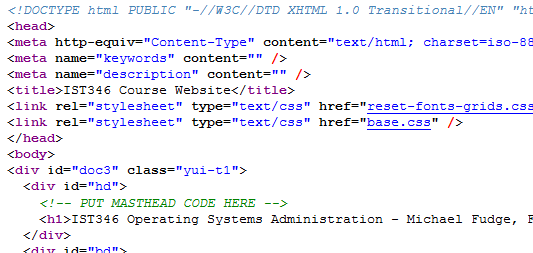 <!DOCTYPE html PUBLIC "-//W3C//DTD XHTML 1.0 Transitional//EN" "ht
<head>
<meta http-equiv="Content-Type" content="text/html; charset=iso-88
<meta name="keywords" content="" />
<meta name="description" content="" />
<title>IST346 Course Website</title>
<link rel="stylesheet" type="text/css" href="reset-fonts-grids.css
<link rel="stylesheet" type="text/css" href="base.css" />
</head>
<body>
<div id="doc3" class="yui-t1">
<div id="hd">
<!-- PUT MASTHEAD CODE HERE -->
<h1>IST346 Operating Systems Administration - Michael Fudge, F
</div>
<div id="bd">